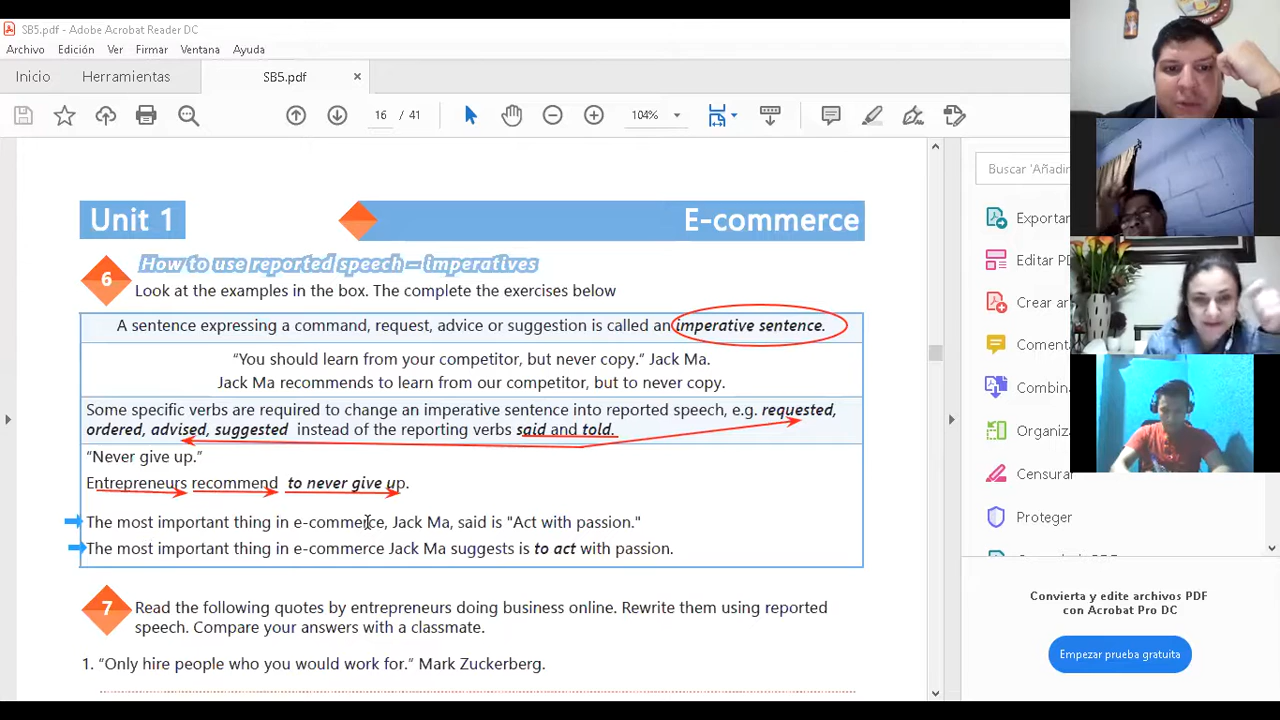 SB5.pdf - Adobe Acrobat Reader DC
Archivo Edición Ver Firmar Ventana Ayuda
Inicio Herramientas SB5.pdf ×
16 / 41 104%
Buscar 'Añadi
Unit 1 E-commerce
Exportar
6 How to use reported speech – imperatives
Look at the examples in the box. The complete the exercises below
Editar PD
Crear ar
A sentence expressing a command, request, advice or suggestion is called an imperative sentence.
Comenta
"You should learn from your competitor, but never copy." Jack Ma.
Jack Ma recommends to learn from our competitor, but to never copy.
Combin
Some specific verbs are required to change an imperative sentence into reported speech, e.g. requested,
ordered, advised, suggested instead of the reporting verbs said and told.
Organiz
"Never give up."
Censurar
Entrepreneurs recommend to never give up.
Proteger
The most important thing in e-commerce, Jack Ma, said is "Act with passion."
The most important thing in e-commerce Jack Ma suggests is to act with passion.
Convierta y edite archivos PDF
con Acrobat Pro DC
Empezar prueba gratuita
7 Read the following quotes by entrepreneurs doing business online. Rewrite them using reported
speech. Compare your answers with a classmate.
1. "Only hire people who you would work for." Mark Zuckerberg.